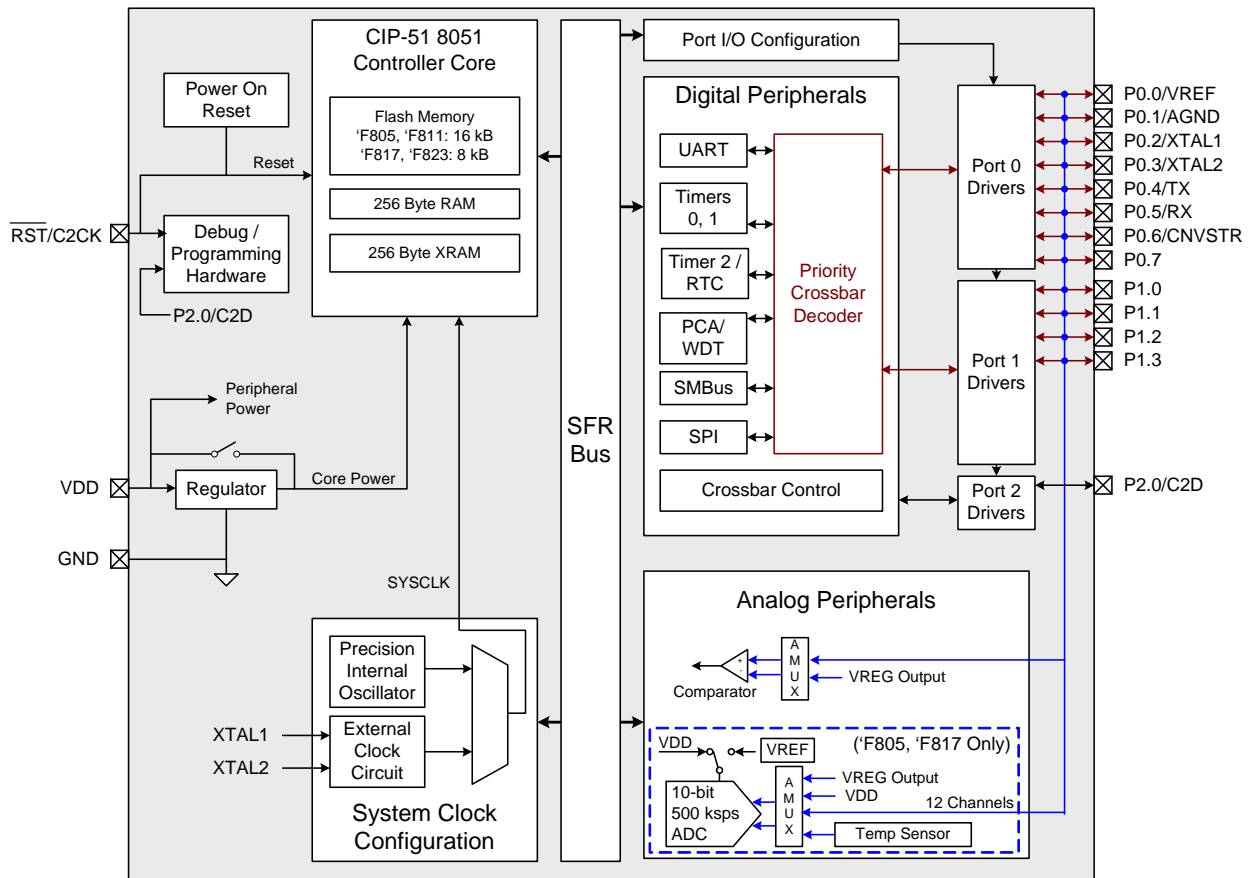 CIP-51 8051
Controller Core
Flash Memory
‘F805, ‘F811: 16 kB
‘F817, ‘F823: 8 kB
256 Byte RAM
256 Byte XRAM
Power On
Reset
Reset
RST/C2CK
Debug /
Programming
Hardware
P2.0/C2D
Peripheral
Power
VDD
Regulator
Core Power
GND
SYSCLK
Precision
Internal
Oscillator
XTAL1
XTAL2
External
Clock
Circuit
System Clock
Configuration
SFR
Bus
Port I/O Configuration
Digital Peripherals
UART
Timers
0, 1
Timer 2 /
RTC
PCA/
WDT
SMBus
SPI
Priority
Crossbar
Decoder
Crossbar Control
Port 0
Drivers
Port 1
Drivers
Port 2
Drivers
P0.0/VREF
P0.1/AGND
P0.2/XTAL1
P0.3/XTAL2
P0.4/TX
P0.5/RX
P0.6/CNVSTR
P0.7
P1.0
P1.1
P1.2
P1.3
P2.0/C2D
Analog Peripherals
+
-
Comparator
A
M
U
X
VREG Output
(‘F805, ‘F817 Only)
VDD
VREF
10-bit
500 ksps
ADC
A
M
U
X
VREG Output
VDD
12 Channels
Temp Sensor